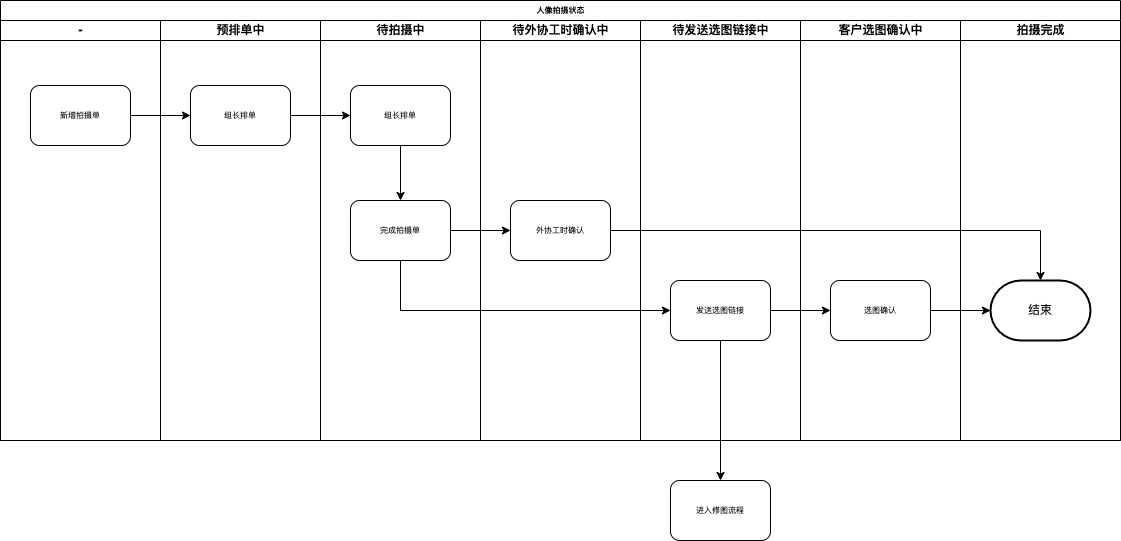 人像拍摄状态
-
预排单中
待拍摄中
待外协工时确认中
待发送选图链接中
客户选图确认中
拍摄完成
新增拍摄单
组长排单
组长排单
完成拍摄单
外协工时确认
发送选图链接
选图确认
结束
进入修图流程